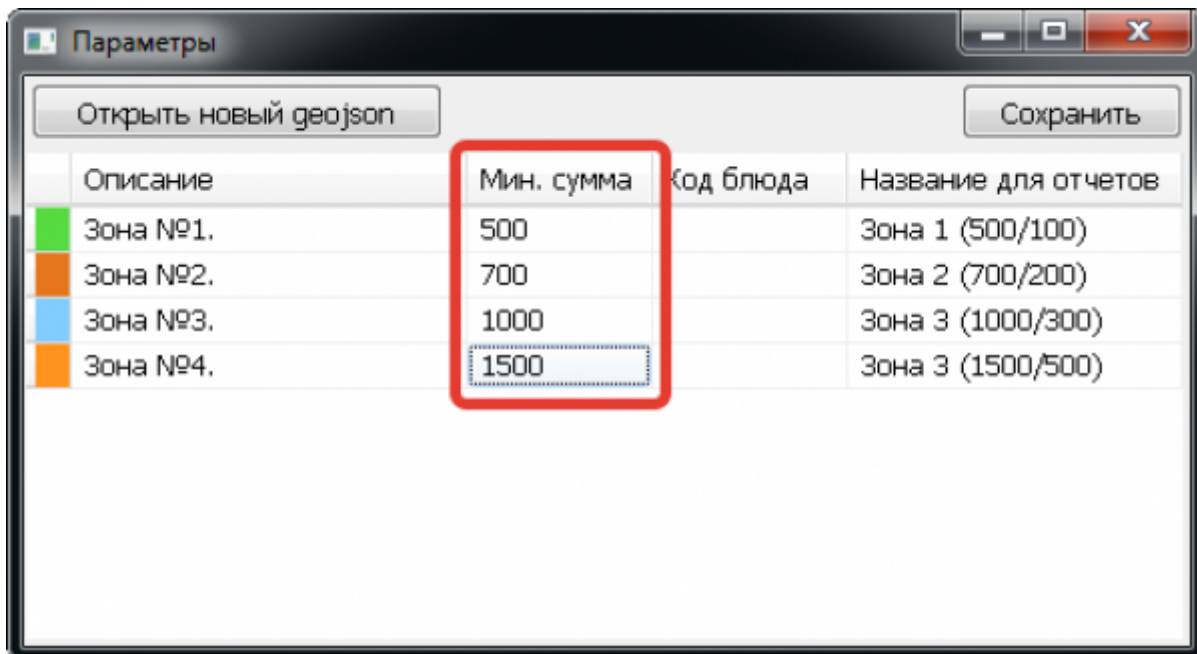 Параметры
Открыть новый geojson Сохранить
Описание Мин. сумма Код блюда Название для отчетов
Зона №1. 500 Зона 1 (500/100)
Зона №2. 700 Зона 2 (700/200)
Зона №3. 1000 Зона 3 (1000/300)
Зона №4. 1500 Зона 3 (1500/500)